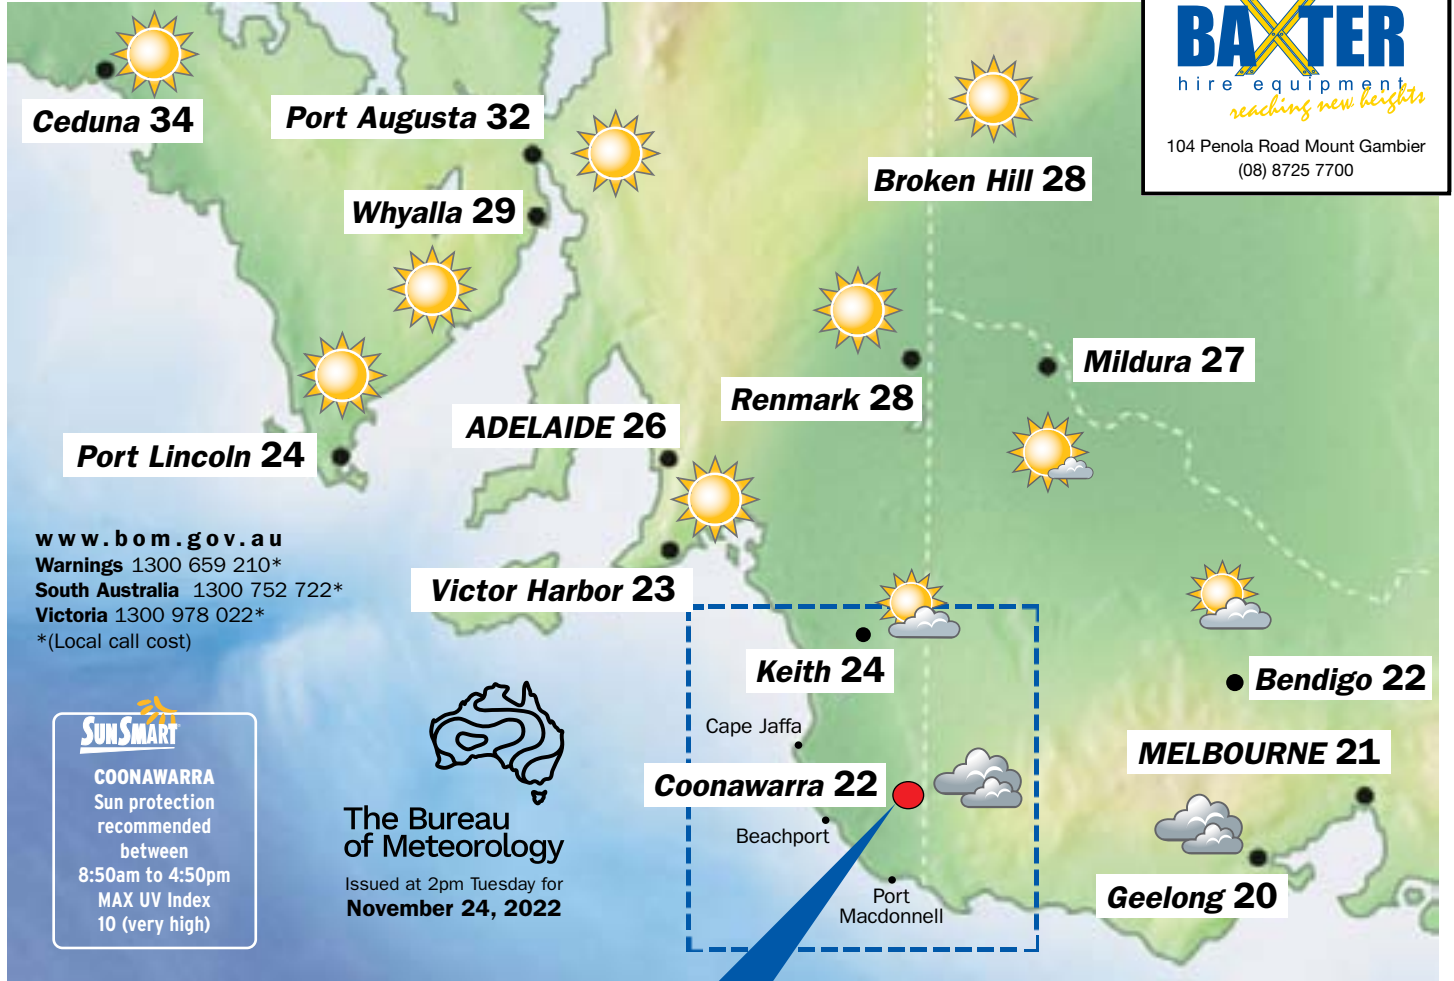 BAXTER
hire equipment
reaching new heights
104 Penola Road Mount Gambier
(08) 8725 7700
Ceduna 34
Port Augusta 32
Whyalla 29
Broken Hill 28
Mildura 27
Renmark 28
ADELAIDE 26
Port Lincoln 24
www.bom.gov.au
Warnings 1300 659 210*
South Australia 1300 752 722*
Victoria 1300 978 022*
*(Local call cost)
Victor Harbor 23
Keith 24
Bendigo 22
Cape Jaffa
MELBOURNE 21
Coonawarra 22
Beachport
Geelong 20
Port
Macdonnell
SUNSMART
COONAWARRA
Sun protection
recommended
between
8:50am to 4:50pm
MAX UV Index
10 (very high)
The Bureau
of Meteorology
Issued at 2pm Tuesday for
November 24, 2022